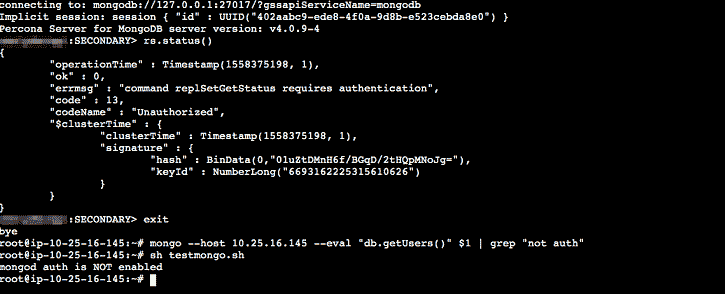 connecting to: mongodb://127.0.0.1:27017/?gssapiServiceName=mongodb
Implicit session: session { "id" : UUID("402aabc9-ede8-4f0a-9d8b-e523cebda8e0") }
Percona Server for MongoDB server version: v4.0.9-4
:SECONDARY> rs.status()
{
"operationTime" : Timestamp(1558375198, 1),
"ok" : 0,
"errmsg" : "command replSetGetStatus requires authentication",
"code" : 13,
"codeName" : "Unauthorized",
"$clusterTime" : {
"clusterTime" : Timestamp(1558375198, 1),
"signature" : {
"hash" : BinData(0,"01uZtDMnH6f/BGqD/2tHQpMNoJg="),
"keyId" : NumberLong("6693162225315610626")
}
}
}
:SECONDARY> exit
bye
root@ip-10-25-16-145:~# mongo --host 10.25.16.145 --eval "db.getUsers()" $1 | grep "not auth"
root@ip-10-25-16-145:~# sh testmongo.sh
mongod auth is NOT enabled
root@ip-10-25-16-145:~#